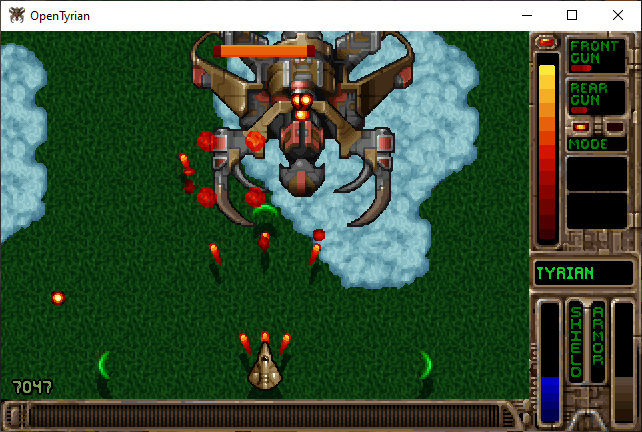 OpenTyrian
FRONT
GUN
REAR
GUN
MODE
TYRIAN
SHIELD
ARMOR
7047